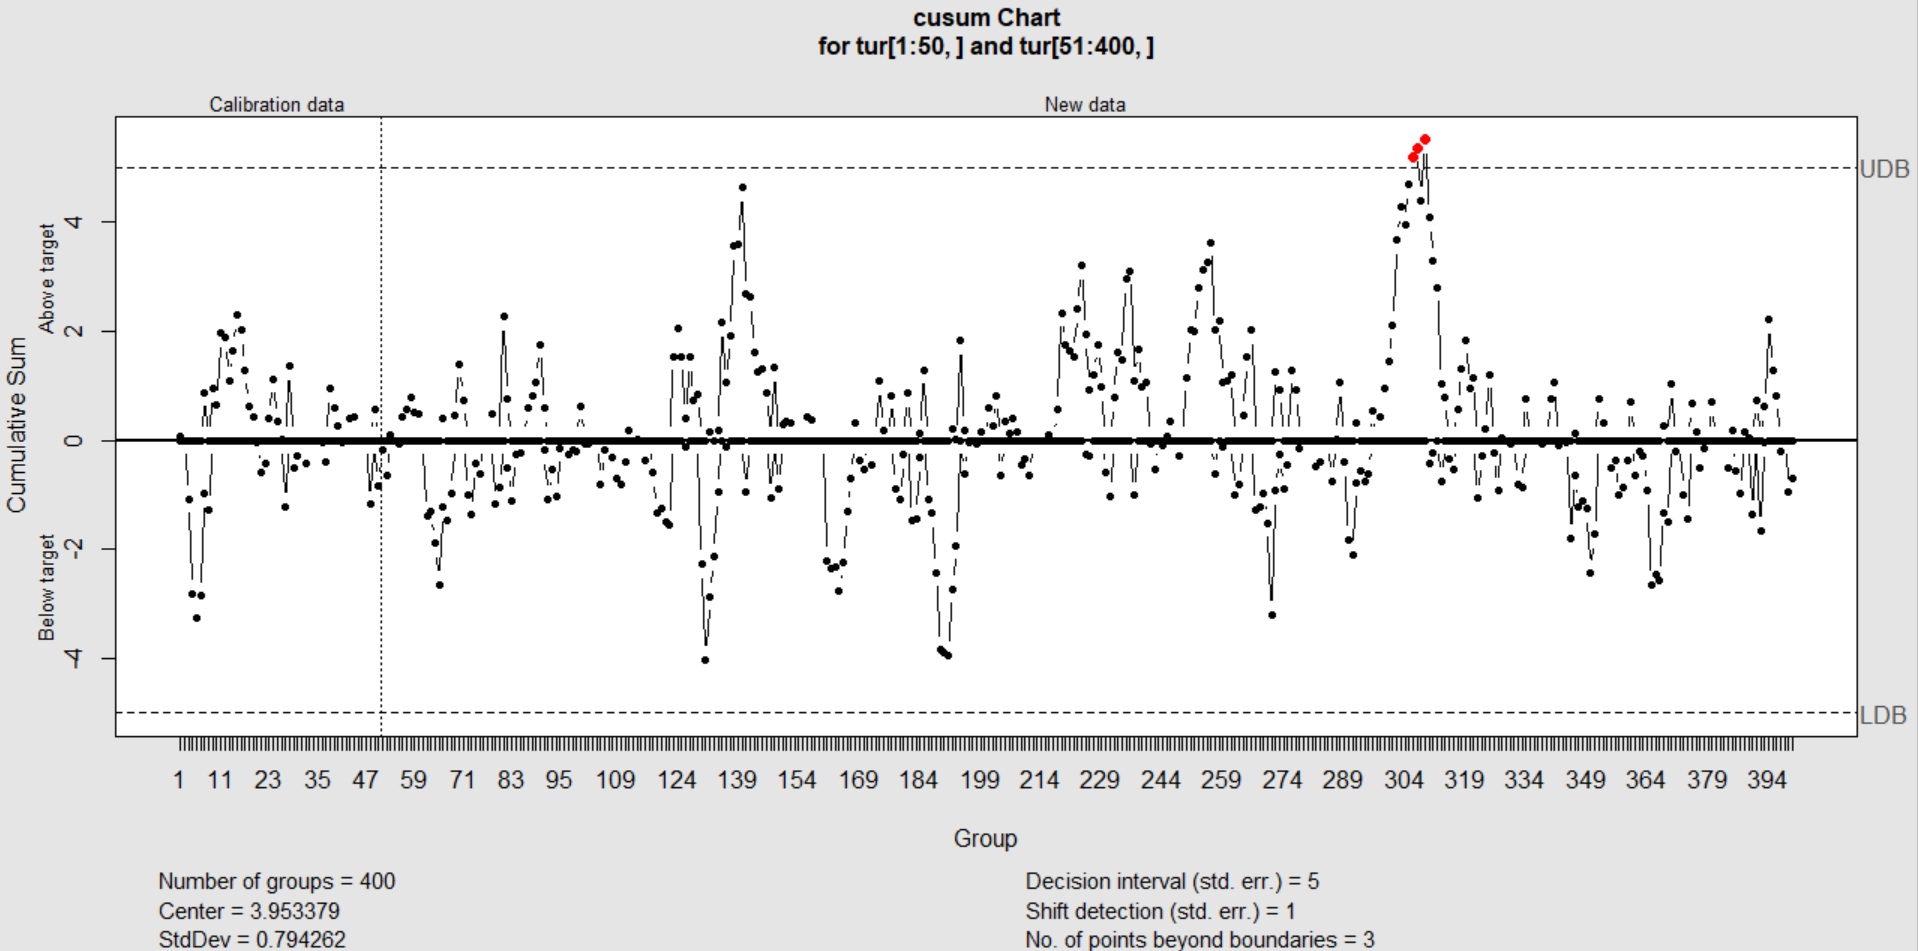 cusum Chart
for tur[1:50, ] and tur[51:400, ]
Calibration data
New data
UDB
LDB
Cumulative Sum
Above target
Below target
4
2
0
-2
-4
1 11 23 35 47 59 71 83 95 109 124 139 154 169 184 199 214 229 244 259 274 289 304 319 334 349 364 379 394
Group
Number of groups = 400
Center = 3.953379
StdDev = 0.794262
Decision interval (std. err.) = 5
Shift detection (std. err.) = 1
No. of points beyond boundaries = 3